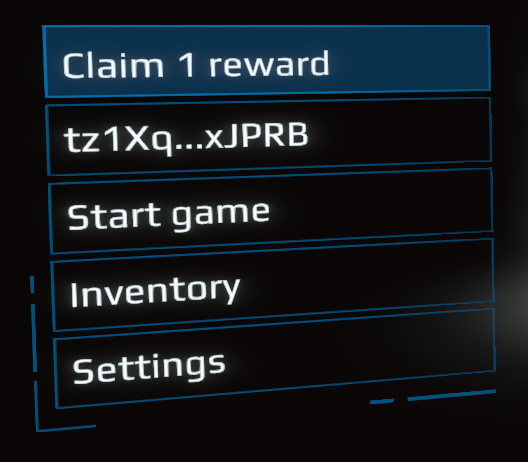 Claim 1 reward
tz1Xq...xJPRB
Start game
Inventory
Settings